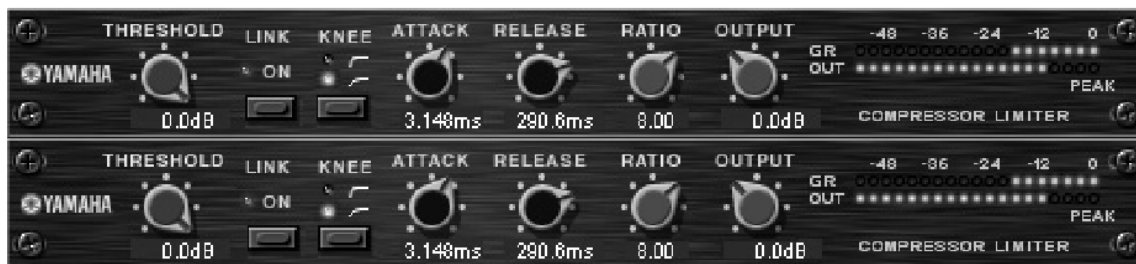 THRESHOLD LINK KNEE ATTACK RELEASE RATIO OUTPUT -48 -36 -24 -12 0
GR
YAMAHA ON OUT
PEAK
0.0dB 3.148ms 290.6ms 8.00 0.0dB COMPRESSOR LIMITER
THRESHOLD LINK KNEE ATTACK RELEASE RATIO OUTPUT -48 -36 -24 -12 0
GR
YAMAHA ON OUT
PEAK
0.0dB 3.148ms 290.6ms 8.00 0.0dB COMPRESSOR LIMITER